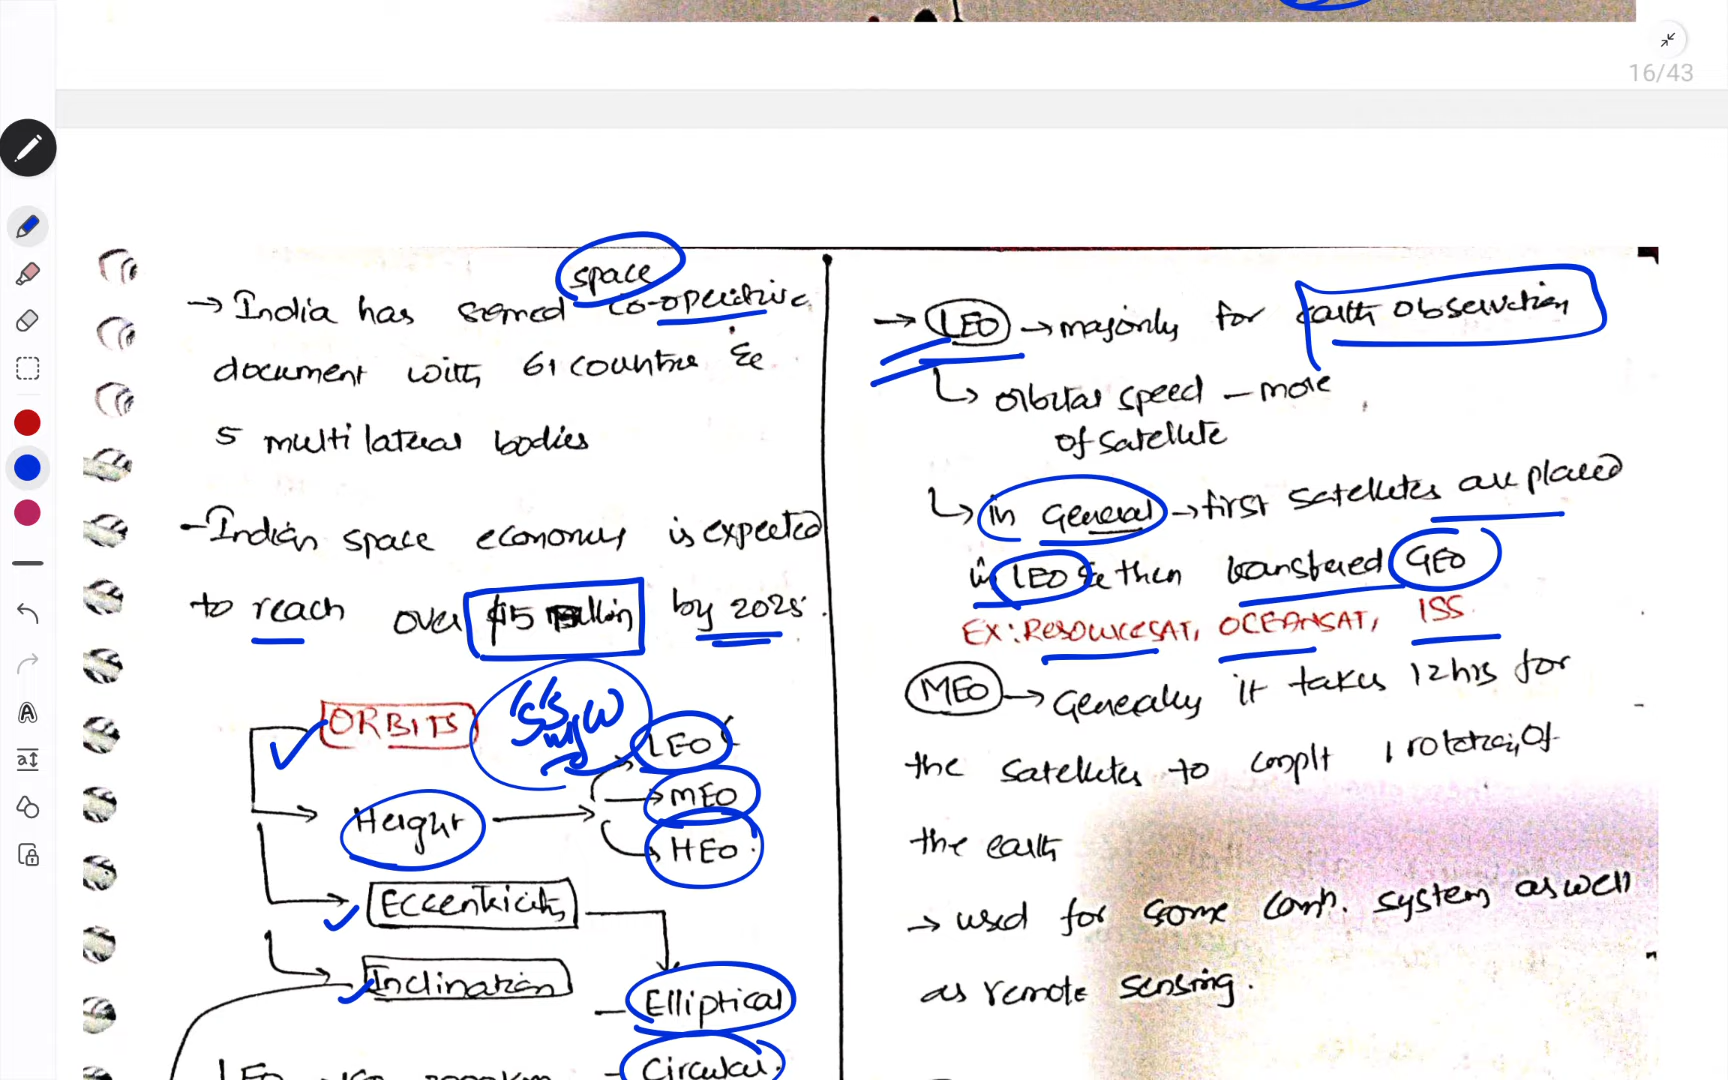 16/43
space
→ India has signed co-operative
document with 61 countries &
5 multi lateral bodies
- Indian space economy is expected
to reach over $15 by 2025.
ORBITS
Height → LEO
→ MEO
→ HEO
Eccentricity
Inclination
- Elliptical
- Circular
→ LEO → majorly for earth observation
↳ orbital speed - more
of satellite
↳ in general → first satellites are placed
in LEO & then transfered GEO
EX: RESOURCESAT, OCEANSAT, ISS
MEO → Generally it takes 12hrs for
the satellites to complt 1 rotation of
the earth
→ used for some comn. system as well
as remote sensing.